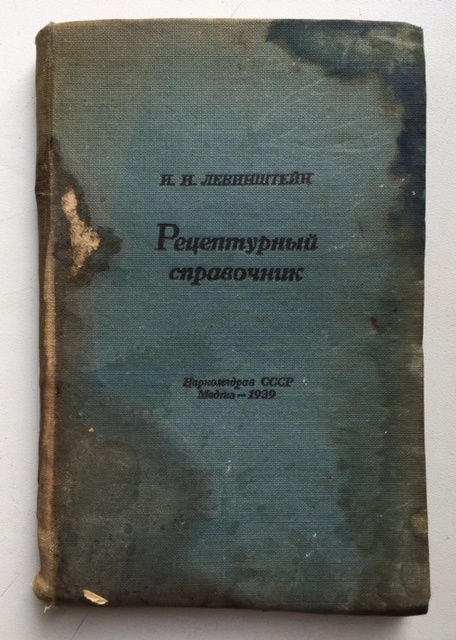 И. И. ЛЕВИНШТЕЙН
Рецептурный
справочник
Наркомздрав СССР
Медгиз – 1939